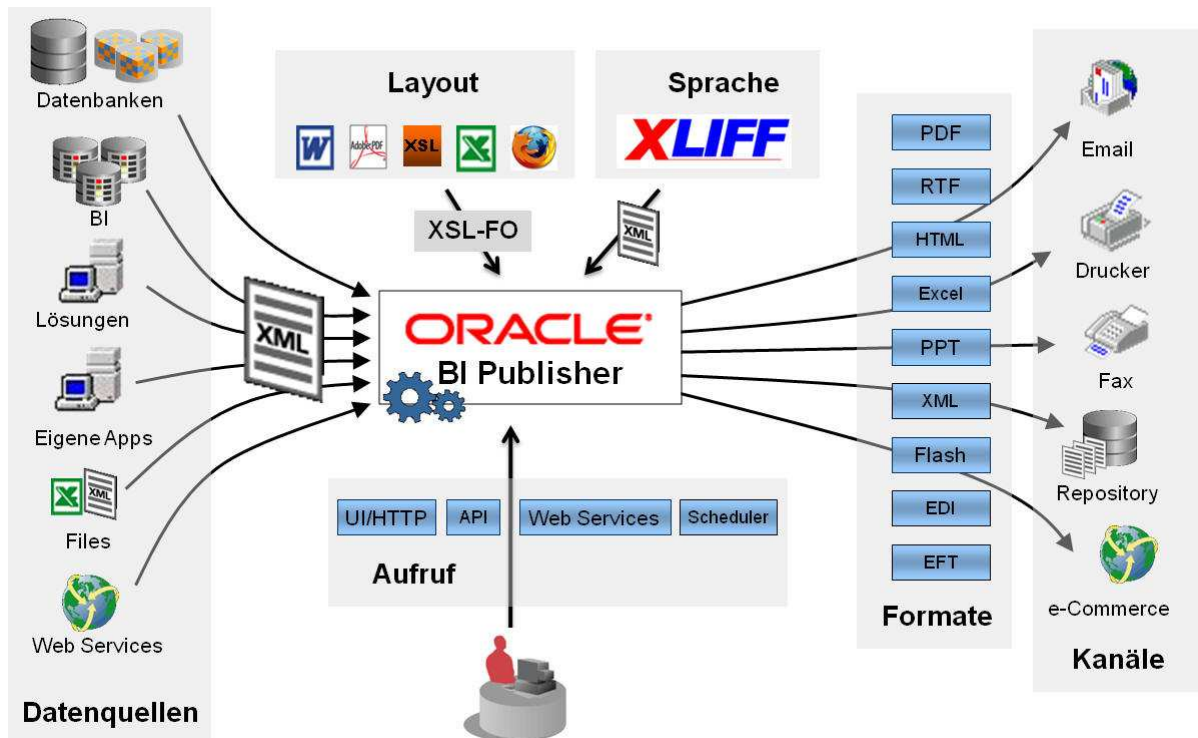 Datenbanken
BI
Lösungen
Eigene Apps
XML
Files
Web Services
Datenquellen
XML
Layout
W
Adobe PDF
XSL
X
XSL-FO
Sprache
XLIFF
XML
ORACLE
BI Publisher
UI/HTTP
API
Web Services
Scheduler
Aufruf
PDF
RTF
HTML
Excel
PPT
XML
Flash
EDI
EFT
Formate
Email
Drucker
Fax
Repository
e-Commerce
Kanäle